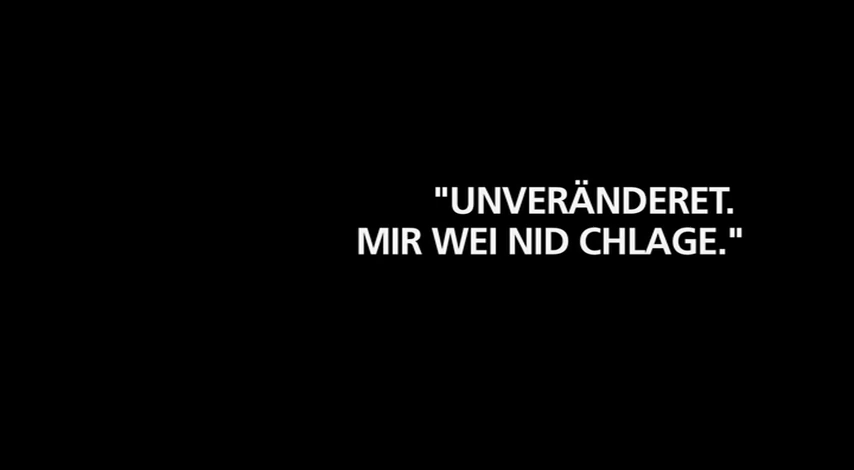 "UNVERÄNDERET.
MIR WEI NID CHLAGE."